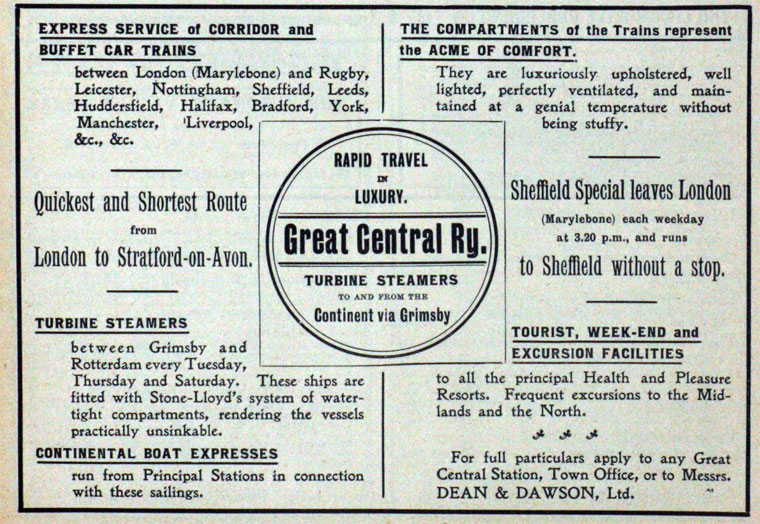 EXPRESS SERVICE of CORRIDOR and
BUFFET CAR TRAINS
between London (Marylebone) and Rugby,
Leicester, Nottingham, Sheffield, Leeds,
Huddersfield, Halifax, Bradford, York,
Manchester, Liverpool,
&c., &c.
Quickest and Shortest Route
from
London to Stratford-on-Avon.
TURBINE STEAMERS
between Grimsby and
Rotterdam every Tuesday,
Thursday and Saturday. These ships are
fitted with Stone-Lloyd's system of water-
tight compartments, rendering the vessels
practically unsinkable.
CONTINENTAL BOAT EXPRESSES
run from Principal Stations in connection
with these sailings.
RAPID TRAVEL
IN
LUXURY.
Great Central Ry.
TURBINE STEAMERS
TO AND FROM THE
Continent via Grimsby
THE COMPARTMENTS of the Trains represent
the ACME OF COMFORT.
They are luxuriously upholstered, well
lighted, perfectly ventilated, and main-
tained at a genial temperature without
being stuffy.
Sheffield Special leaves London
(Marylebone) each weekday
at 3.20 p.m., and runs
to Sheffield without a stop.
TOURIST, WEEK-END and
EXCURSION FACILITIES
to all the principal Health and Pleasure
Resorts. Frequent excursions to the Mid-
lands and the North.
For full particulars apply to any Great
Central Station, Town Office, or to Messrs.
DEAN & DAWSON, Ltd.